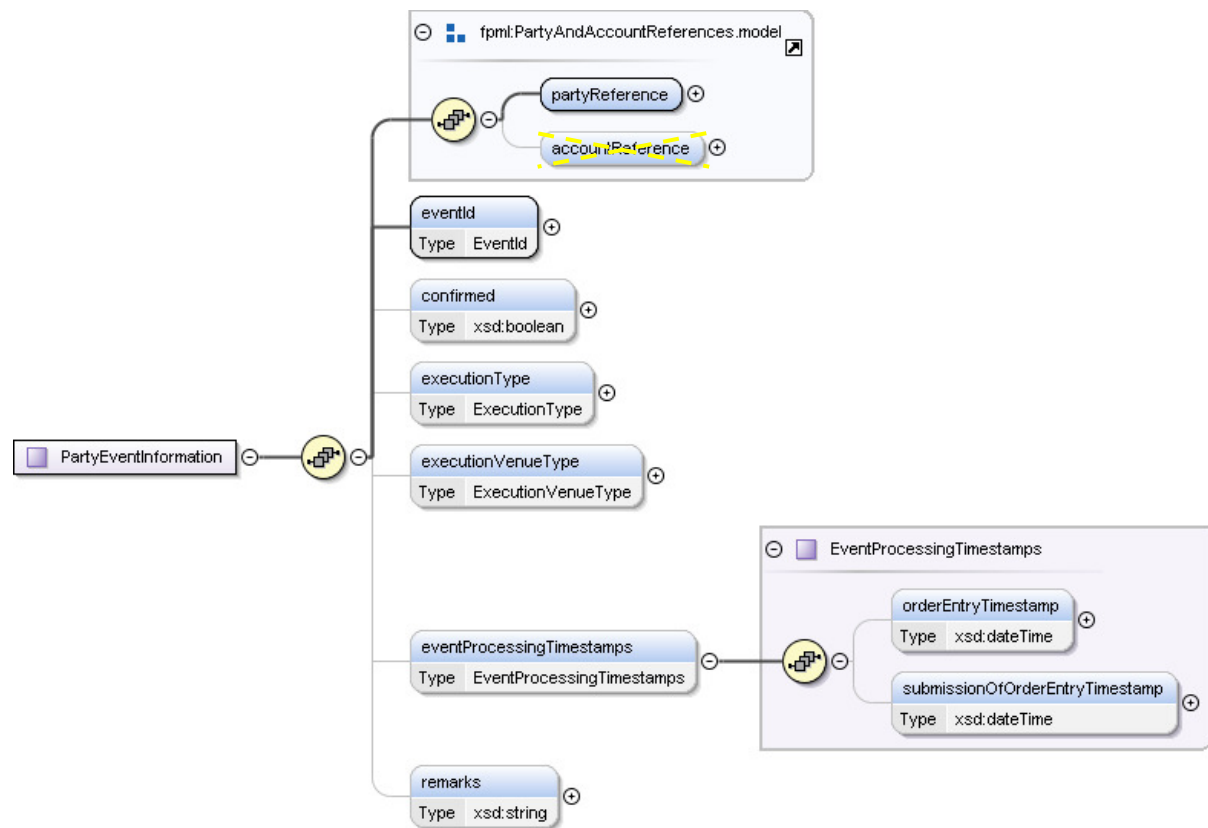 fpml:PartyAndAccountReferences.model
partyReference
accountReference
eventId
Type EventId
confirmed
Type xsd:boolean
executionType
Type ExecutionType
executionVenueType
Type ExecutionVenueType
PartyEventInformation
EventProcessingTimestamps
orderEntryTimestamp
Type xsd:dateTime
eventProcessingTimestamps
Type EventProcessingTimestamps
submissionOfOrderEntryTimestamp
Type xsd:dateTime
remarks
Type xsd:string